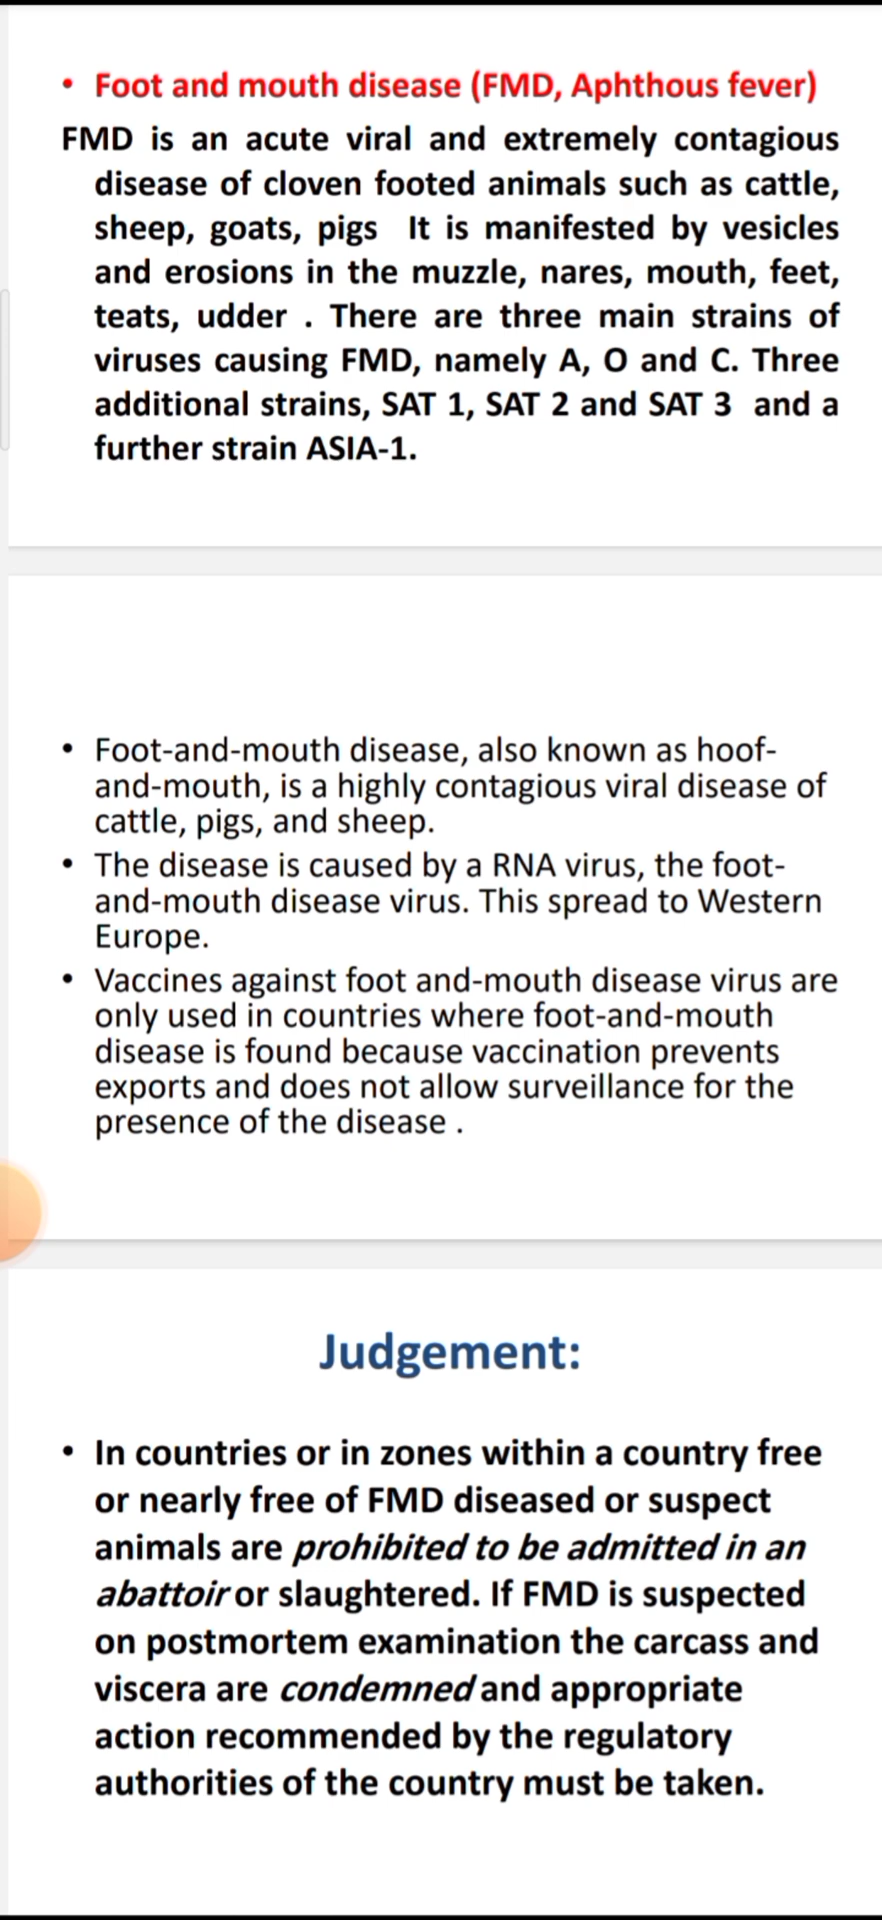 • Foot and mouth disease (FMD, Aphthous fever)
FMD is an acute viral and extremely contagious
disease of cloven footed animals such as cattle,
sheep, goats, pigs It is manifested by vesicles
and erosions in the muzzle, nares, mouth, feet,
teats, udder . There are three main strains of
viruses causing FMD, namely A, O and C. Three
additional strains, SAT 1, SAT 2 and SAT 3 and a
further strain ASIA-1.
• Foot-and-mouth disease, also known as hoof-
and-mouth, is a highly contagious viral disease of
cattle, pigs, and sheep.
• The disease is caused by a RNA virus, the foot-
and-mouth disease virus. This spread to Western
Europe.
• Vaccines against foot and-mouth disease virus are
only used in countries where foot-and-mouth
disease is found because vaccination prevents
exports and does not allow surveillance for the
presence of the disease .
Judgement:
• In countries or in zones within a country free
or nearly free of FMD diseased or suspect
animals are prohibited to be admitted in an
abattoir or slaughtered. If FMD is suspected
on postmortem examination the carcass and
viscera are condemned and appropriate
action recommended by the regulatory
authorities of the country must be taken.